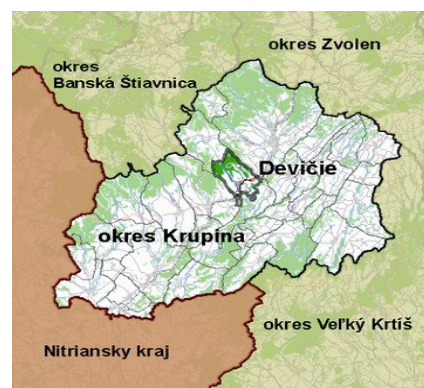 okres Zvolen
okres
Banská Štiavnica
Devičie
okres Krupina
okres Veľký Krtíš
Nitriansky kraj